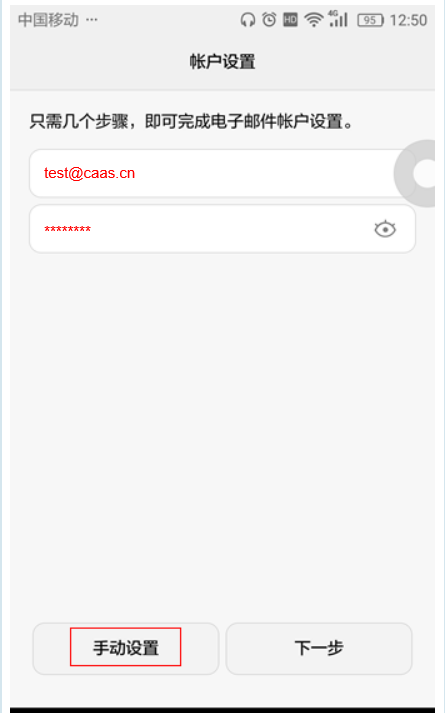 中国移动 ··· HD 4G 95 12:50
帐户设置
只需几个步骤，即可完成电子邮件帐户设置。
test@caas.cn
********
手动设置 下一步